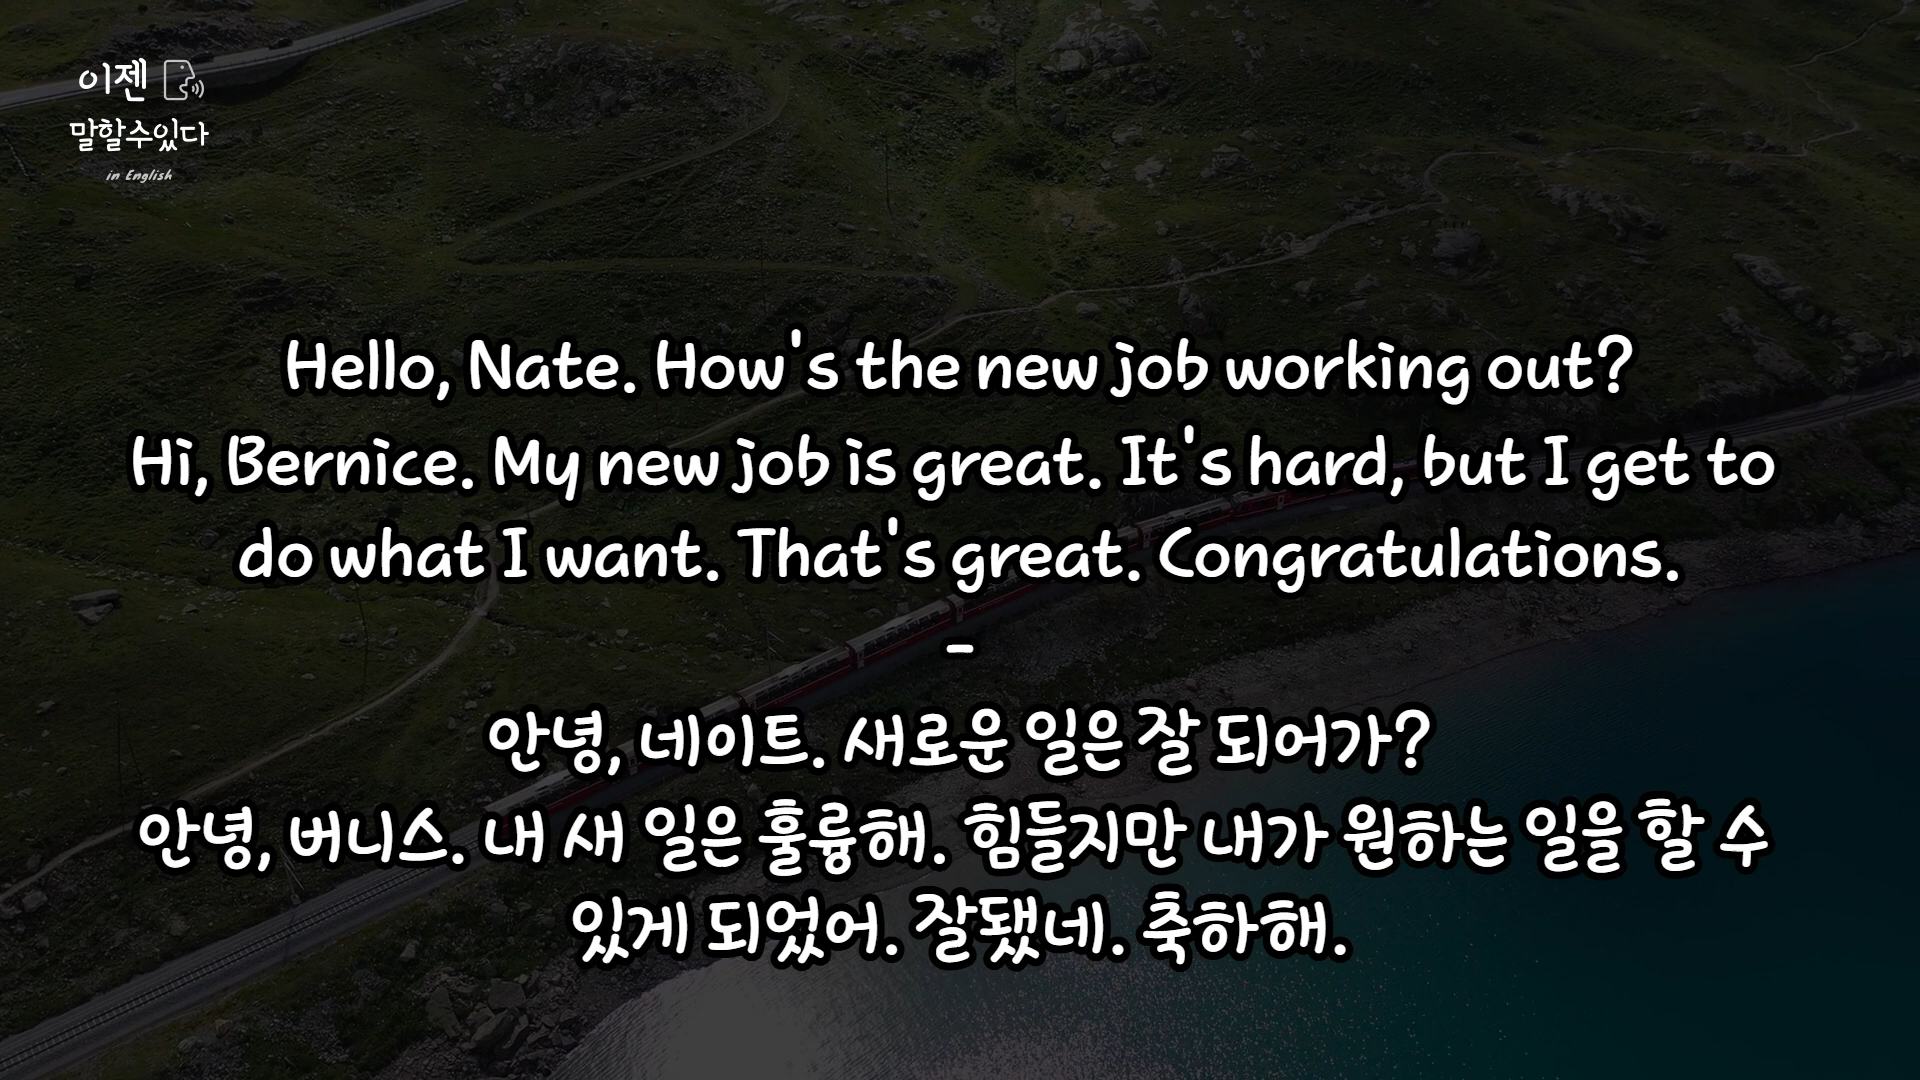 이젠
말할수있다
in English
Hello, Nate. How's the new job working out?
Hi, Bernice. My new job is great. It's hard, but I get to
do what I want. That's great. Congratulations.
-
안녕, 네이트. 새로운 일은 잘 되어가?
안녕, 버니스. 내 새 일은 훌륭해. 힘들지만 내가 원하는 일을 할 수
있게 되었어. 잘됐네. 축하해.